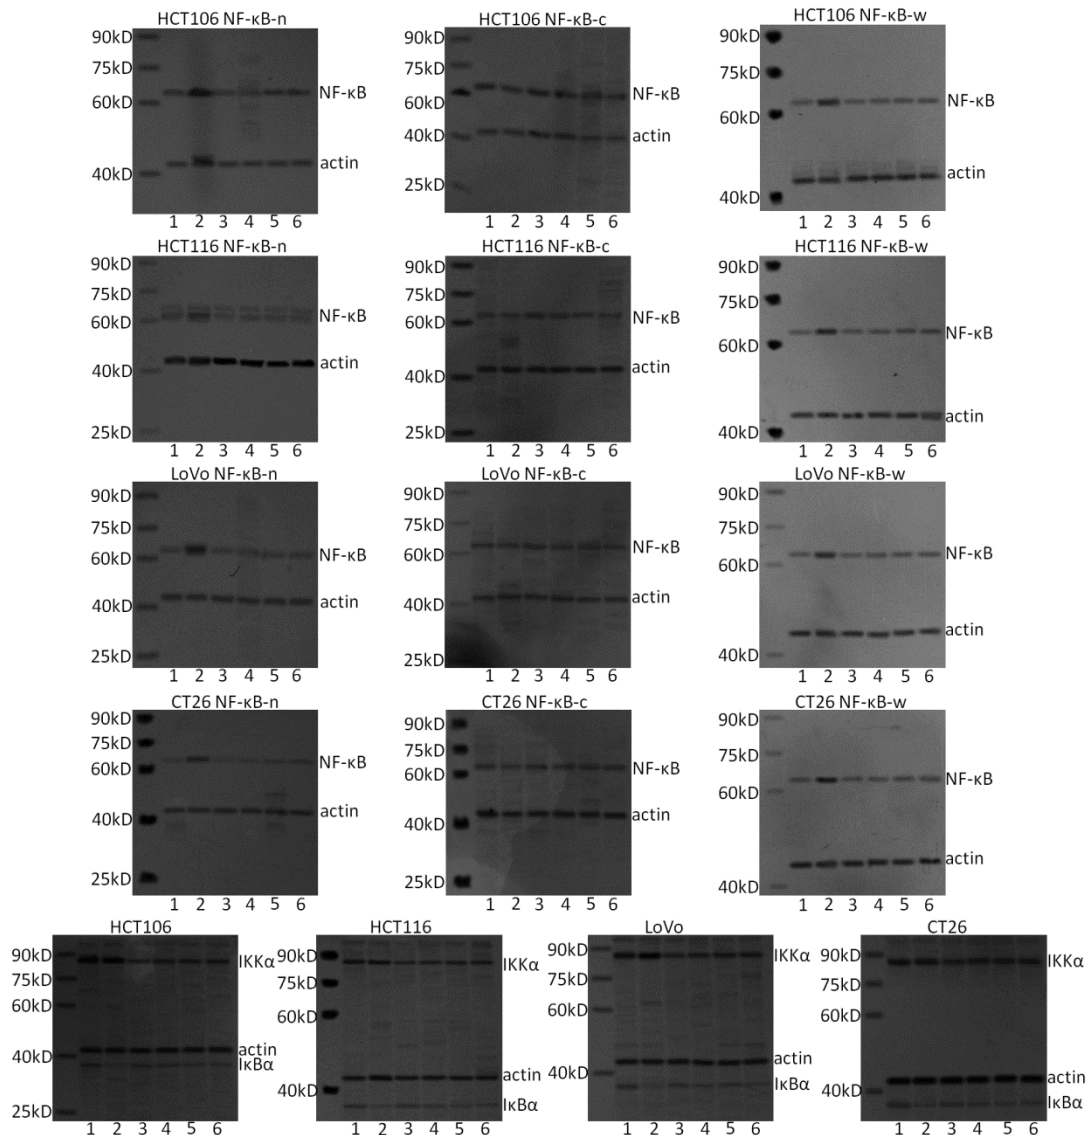 HCT106 NF-κB-n
90kD
75kD
NF-κB
60kD
actin
40kD
1 2 3 4 5 6
HCT106 NF-κB-c
90kD
75kD
NF-κB
60kD
40kD
actin
25kD
1 2 3 4 5 6
HCT106 NF-κB-w
90kD
75kD
NF-κB
60kD
actin
40kD
1 2 3 4 5 6
HCT116 NF-κB-n
90kD
75kD
NF-κB
60kD
actin
40kD
25kD
1 2 3 4 5 6
HCT116 NF-κB-c
90kD
75kD
NF-κB
60kD
actin
40kD
25kD
1 2 3 4 5 6
HCT116 NF-κB-w
90kD
75kD
NF-κB
60kD
actin
40kD
1 2 3 4 5 6
LoVo NF-κB-n
90kD
75kD
NF-κB
60kD
actin
40kD
25kD
1 2 3 4 5 6
LoVo NF-κB-c
90kD
75kD
NF-κB
60kD
actin
40kD
25kD
1 2 3 4 5 6
LoVo NF-κB-w
90kD
75kD
NF-κB
60kD
actin
40kD
1 2 3 4 5 6
CT26 NF-κB-n
90kD
75kD
NF-κB
60kD
actin
40kD
25kD
1 2 3 4 5 6
CT26 NF-κB-c
90kD
75kD
NF-κB
60kD
actin
40kD
25kD
1 2 3 4 5 6
CT26 NF-κB-w
90kD
75kD
NF-κB
60kD
actin
40kD
1 2 3 4 5 6
HCT106
90kD
IKKα
75kD
60kD
actin
40kD
IκBα
25kD
1 2 3 4 5 6
HCT116
90kD
IKKα
75kD
60kD
actin
40kD
IκBα
1 2 3 4 5 6
LoVo
90kD
IKKα
75kD
60kD
actin
40kD
IκBα
1 2 3 4 5 6
CT26
90kD
IKKα
75kD
60kD
actin
40kD
IκBα
1 2 3 4 5 6